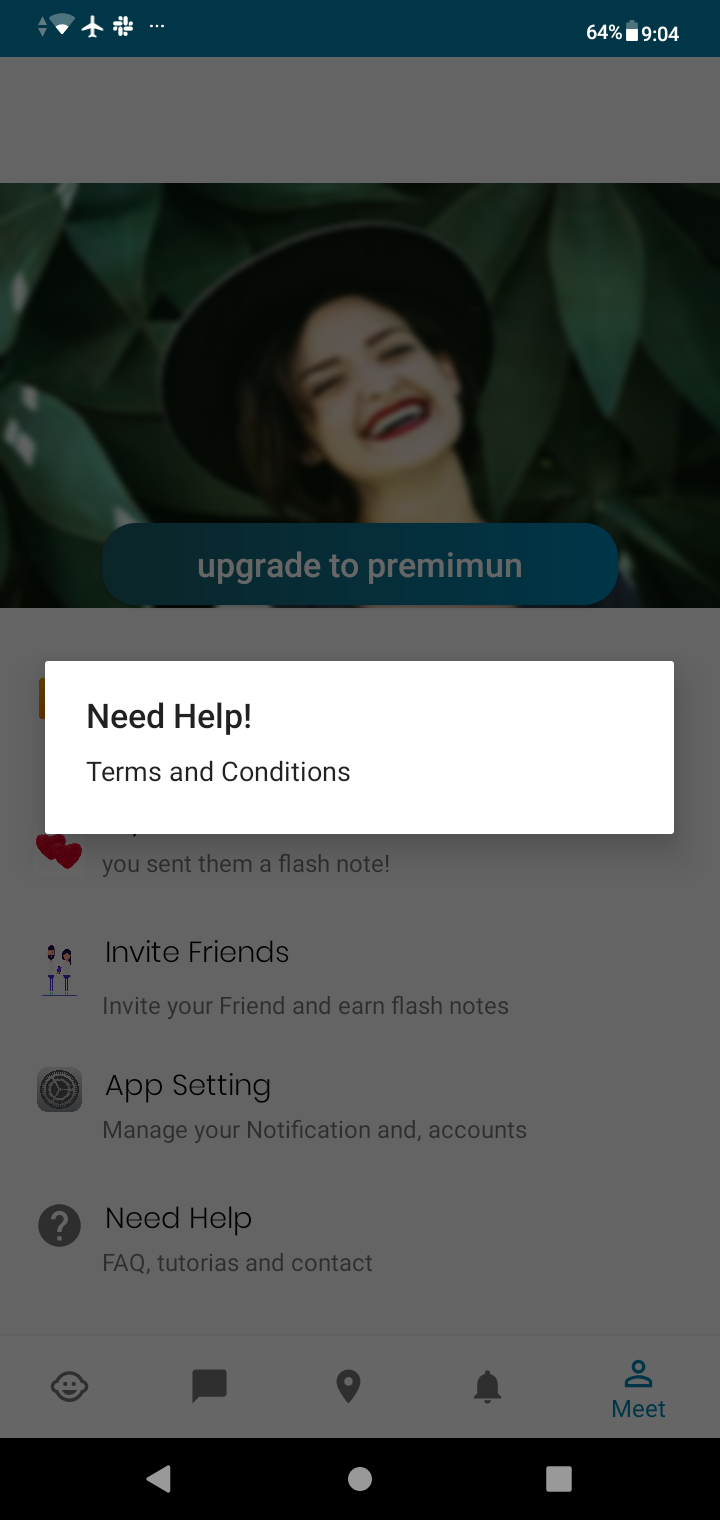 64% 9:04
upgrade to premimun
Need Help!
Terms and Conditions
you sent them a flash note!
Invite Friends
Invite your Friend and earn flash notes
App Setting
Manage your Notification and, accounts
Need Help
FAQ, tutorias and contact
Meet